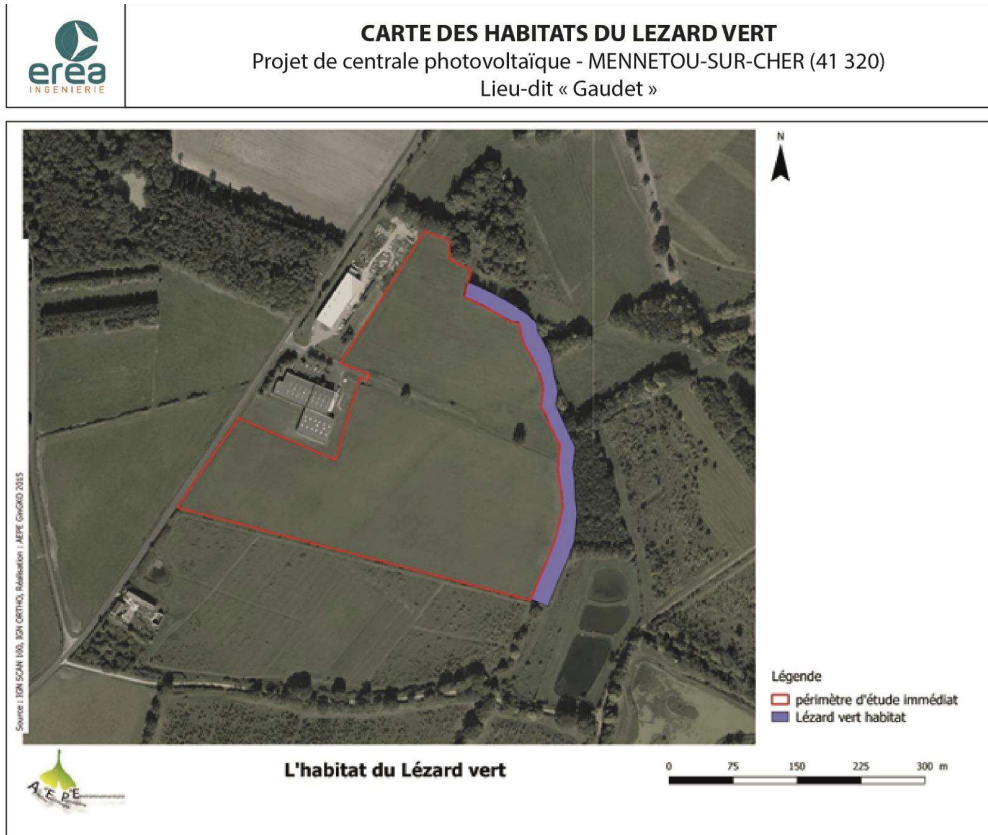 erea
INGENIERIE
CARTE DES HABITATS DU LEZARD VERT
Projet de centrale photovoltaïque - MENNETOU-SUR-CHER (41 320)
Lieu-dit « Gaudet »
N
Source : IGN SCAN 100, IGN ORTHO, Réalisation : AEPE GINGKO 2015
Légende
périmètre d'étude immédiat
Lézard vert habitat
0 75 150 225 300 m
L'habitat du Lézard vert
AEPE